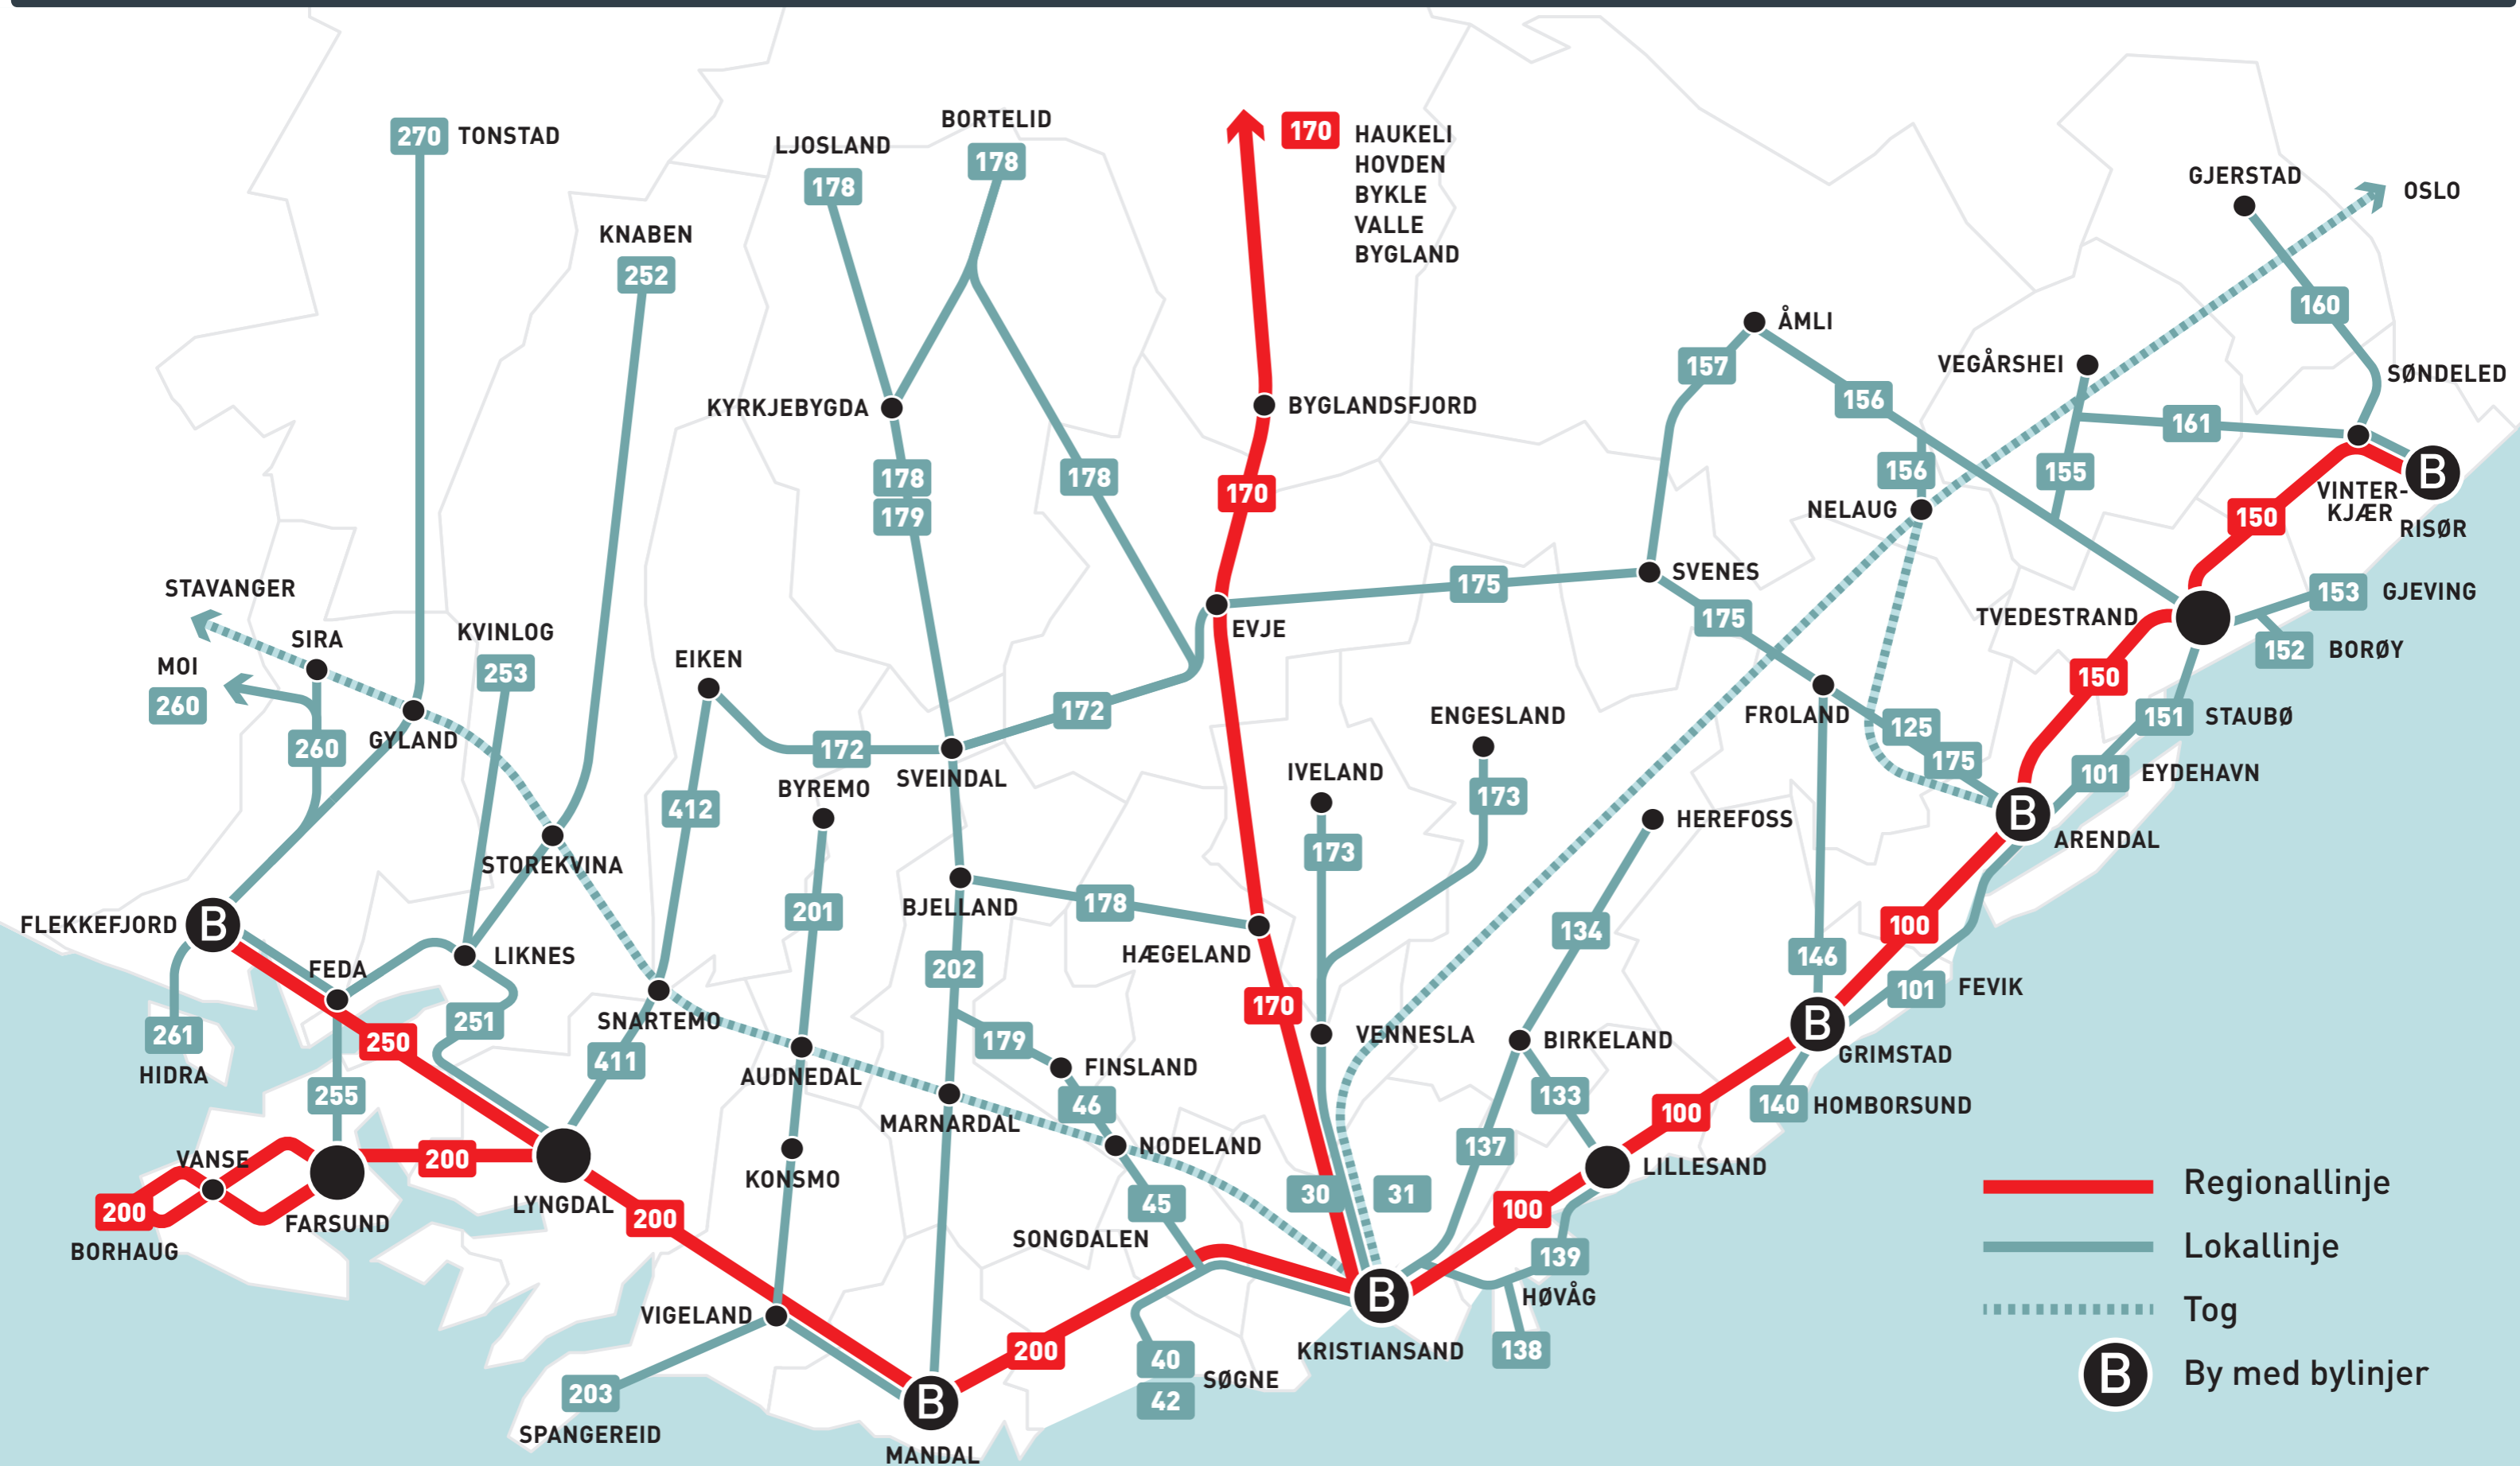 270 TONSTAD
LJOSLAND
178
BORTELID
178
170
HAUKELI
HOVDEN
BYKLE
VALLE
BYGLAND
GJERSTAD
OSLO
160
KNABEN
252
ÅMLI
157
156
VEGÅRSHEI
SØNDELED
161
155
156
NELAUG
B
VINTER-
KJÆR
RISØR
150
KYRKJEBYGDA
178
179
178
BYGLANDSFJORD
170
STAVANGER
SIRA
MOI
260
260
GYLAND
KVINLOG
253
EIKEN
172
SVEINDAL
172
EVJE
175
SVENES
175
TVEDESTRAND
153 GJEVING
152 BORØY
150
151 STAUBØ
101 EYDEHAVN
FROLAND
125
175
B
ARENDAL
ENGESLAND
173
IVELAND
173
HEREFOSS
134
412
BYREMO
201
STOREKVINA
BJELLAND
178
HÆGELAND
202
170
146
100
101 FEVIK
FLEKKEFJORD
B
FEDA
LIKNES
261
HIDRA
250
251
SNARTEMO
411
255
AUDNEDAL
179
FINSLAND
46
MARNARDAL
NODELAND
VENNESLA
BIRKELAND
133
137
B
GRIMSTAD
140 HOMBORSUND
100
LILLESAND
VANSE
200
BORHAUG
FARSUND
200
LYNGDAL
200
KONSMO
45
SONGDALEN
30
31
100
139
HØVÅG
138
B
KRISTIANSAND
VIGELAND
203
SPANGEREID
B
MANDAL
200
40
42
SØGNE
Regionallinje
Lokallinje
Tog
B
By med bylinjer